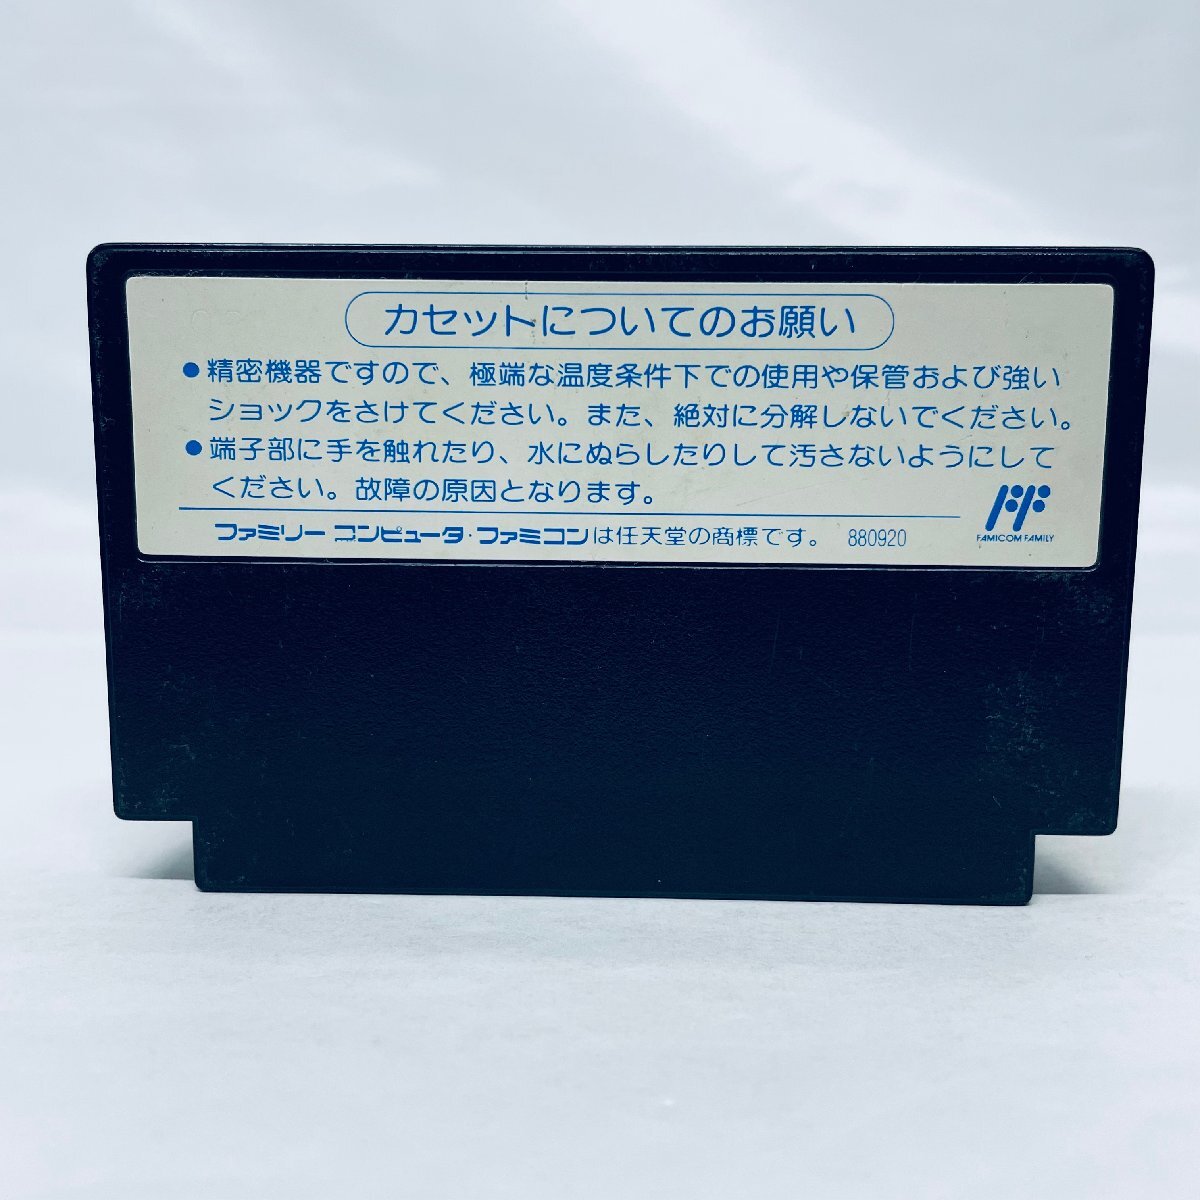 カセットについてのお願い
●精密機器ですので、極端な温度条件下での使用や保管および強い
ショックをさけてください。また、絶対に分解しないでください。
●端子部に手を触れたり、水にぬらしたりして汚さないようにして
ください。故障の原因となります。
ファミリーコンピュータ・ファミコンは任天堂の商標です。 880920
FAMICOM FAMILY